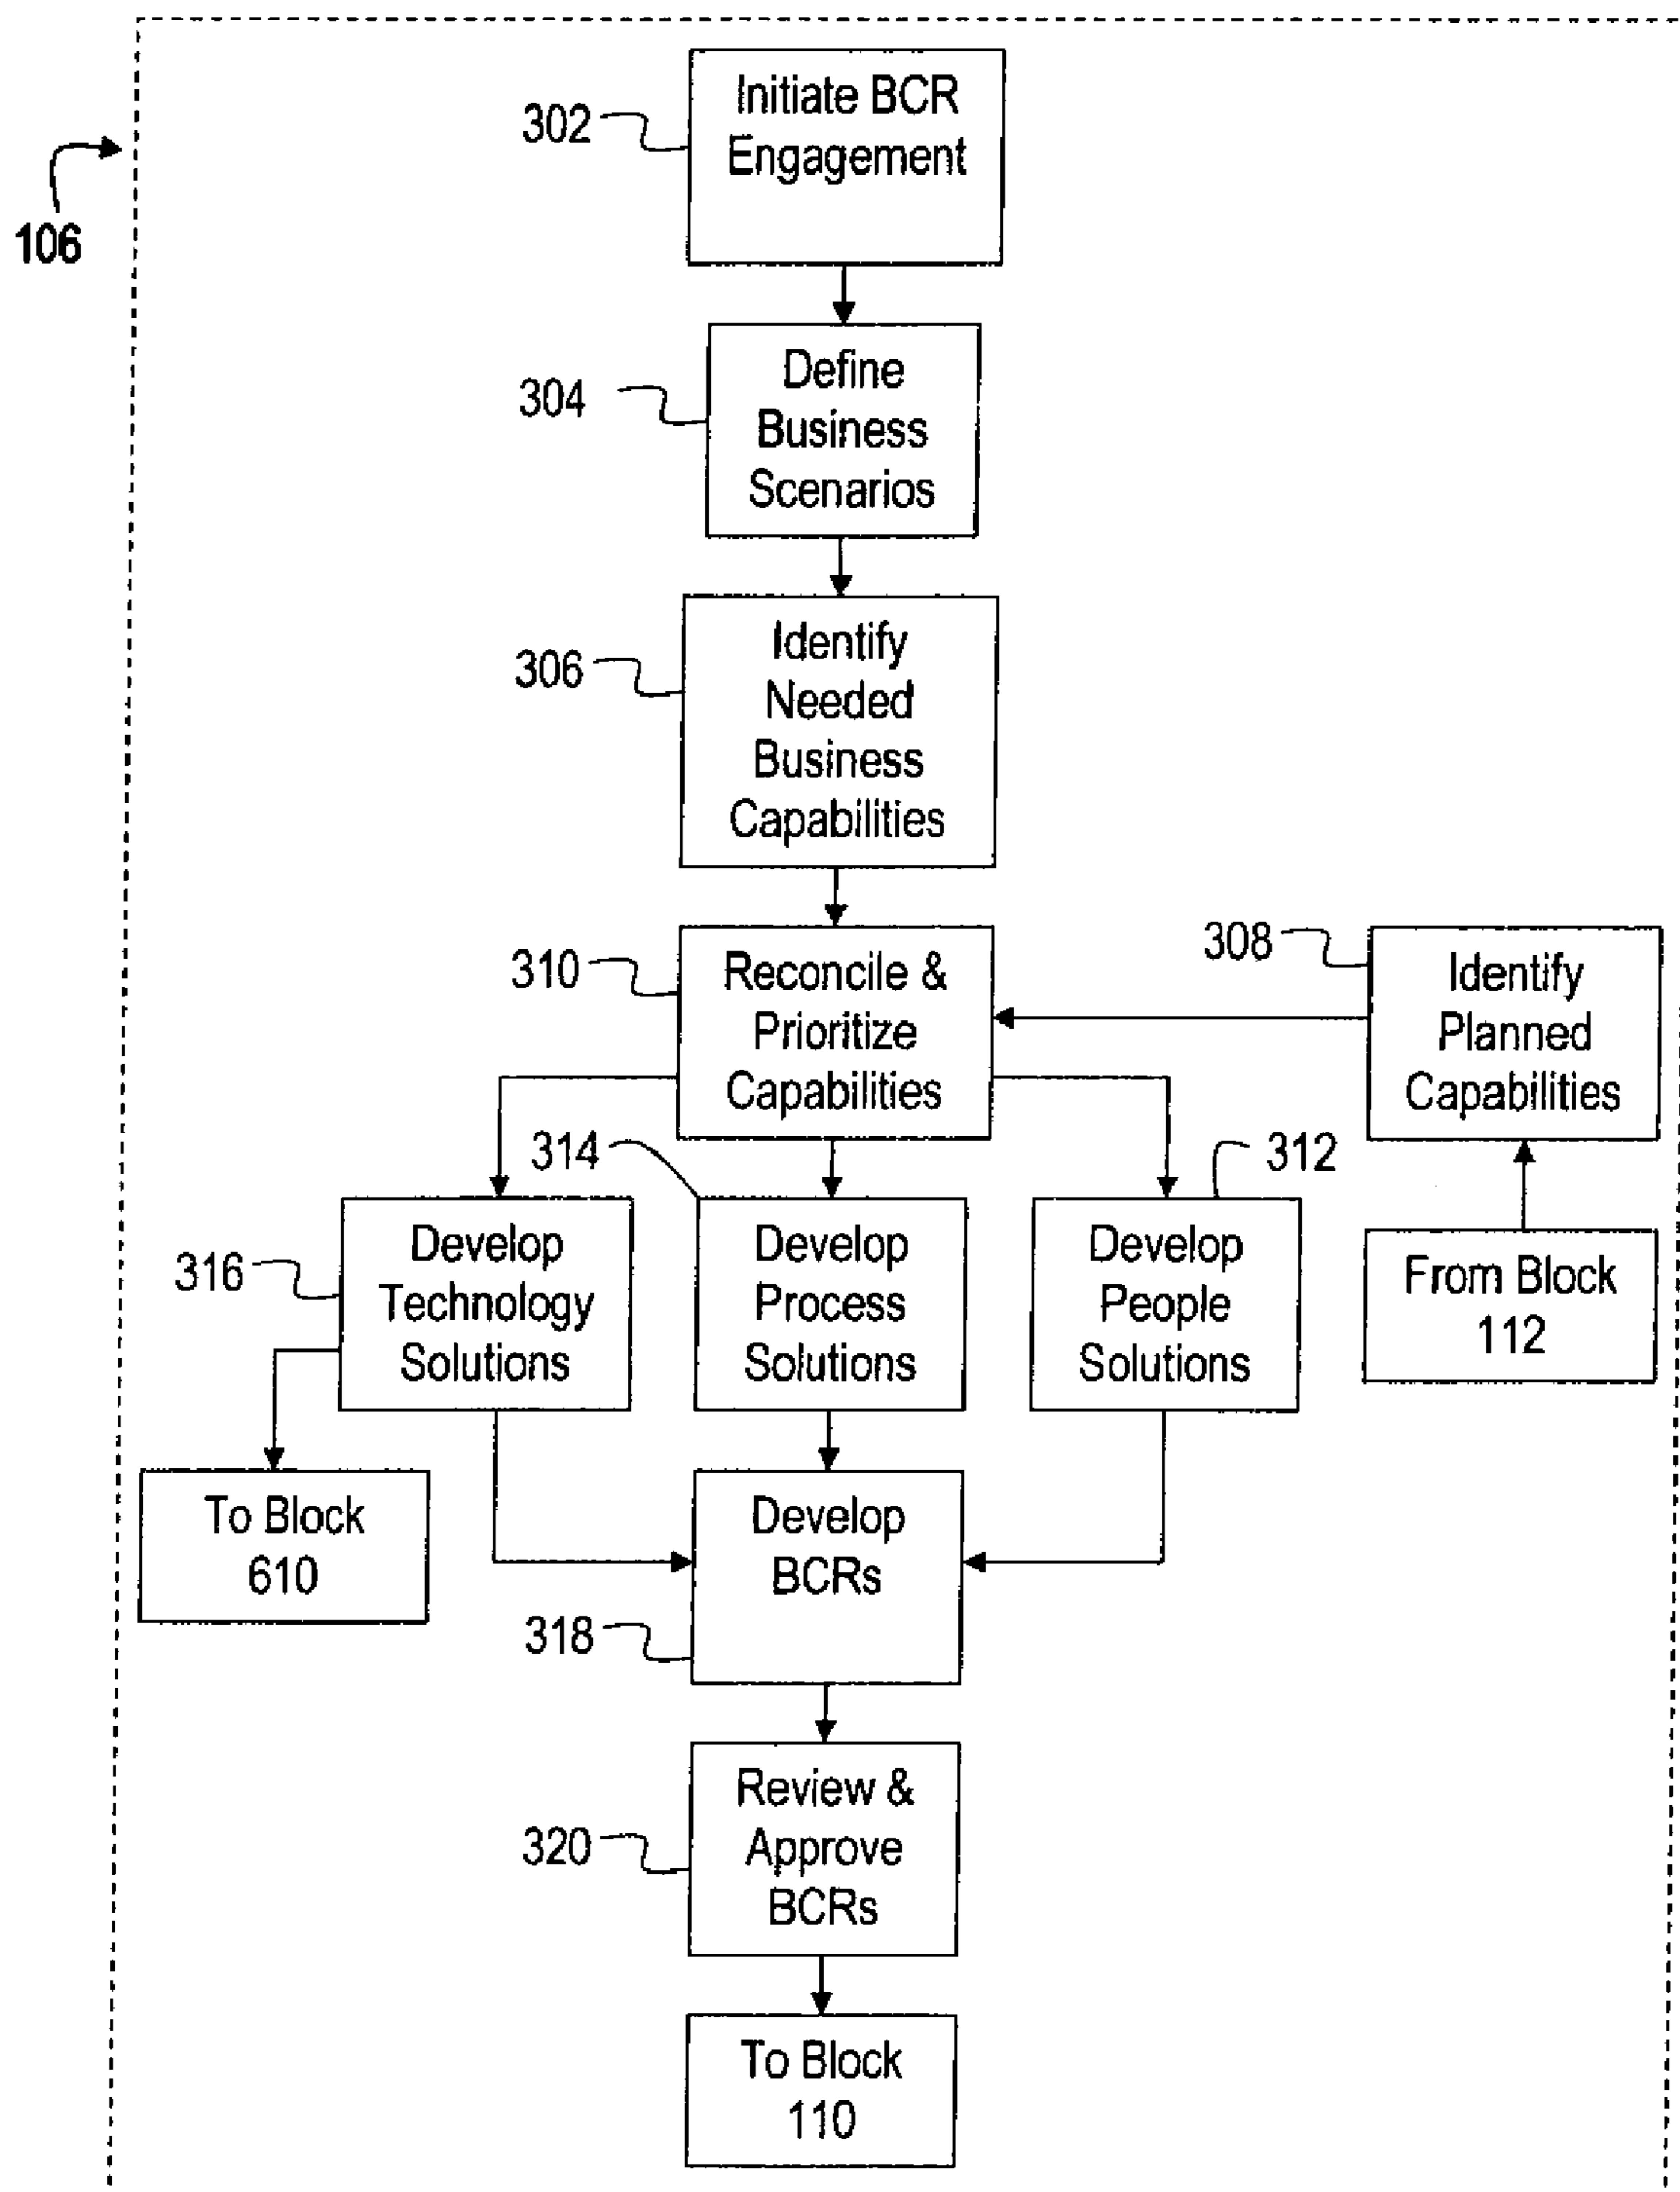 106
302
Initiate BCR
Engagement
304
Define
Business
Scenarios
306
Identify
Needed
Business
Capabilities
310
Reconcile &
Prioritize
Capabilities
308
Identify
Planned
Capabilities
314
312
316
Develop
Technology
Solutions
Develop
Process
Solutions
Develop
People
Solutions
From Block
112
To Block
610
Develop
BCRs
318
320
Review &
Approve
BCRs
To Block
110